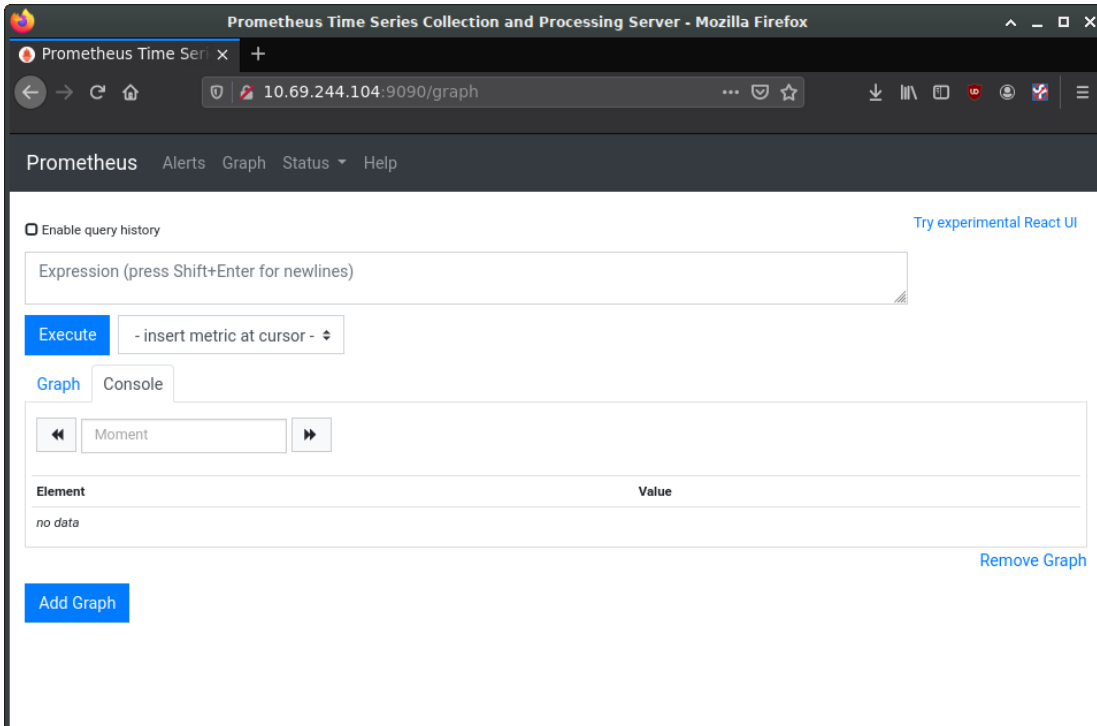 Prometheus Time Series Collection and Processing Server - Mozilla Firefox
Prometheus Time Seri
10.69.244.104:9090/graph
Prometheus Alerts Graph Status Help
Enable query history
Try experimental React UI
Expression (press Shift+Enter for newlines)
Execute - insert metric at cursor -
Graph Console
Moment
Element Value
no data
Remove Graph
Add Graph